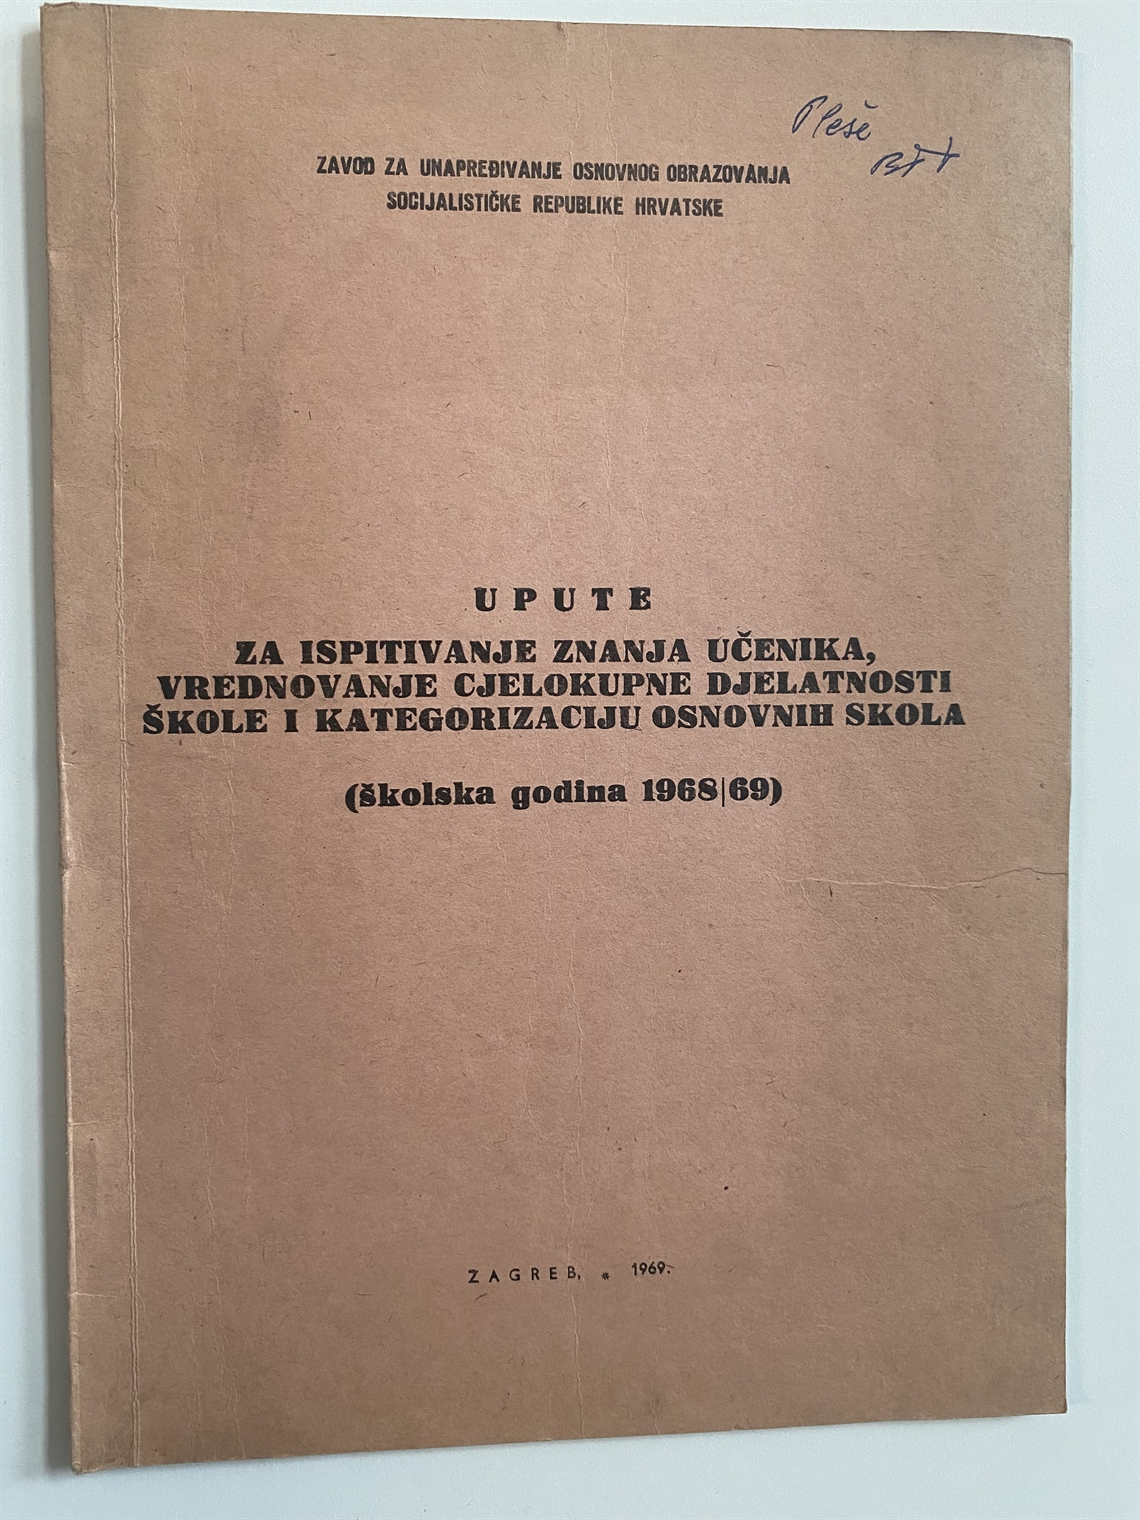 Pleše
ZAVOD ZA UNAPREĐIVANJE OSNOVNOG OBRAZOVANJA
SOCIJALISTIČKE REPUBLIKE HRVATSKE
UPUTE
ZA ISPITIVANJE ZNANJA UČENIKA,
VREDNOVANJE CJELOKUPNE DJELATNOSTI
ŠKOLE I KATEGORIZACIJU OSNOVNIH SKOLA
(školska godina 1968|69)
ZAGREB, * 1969.